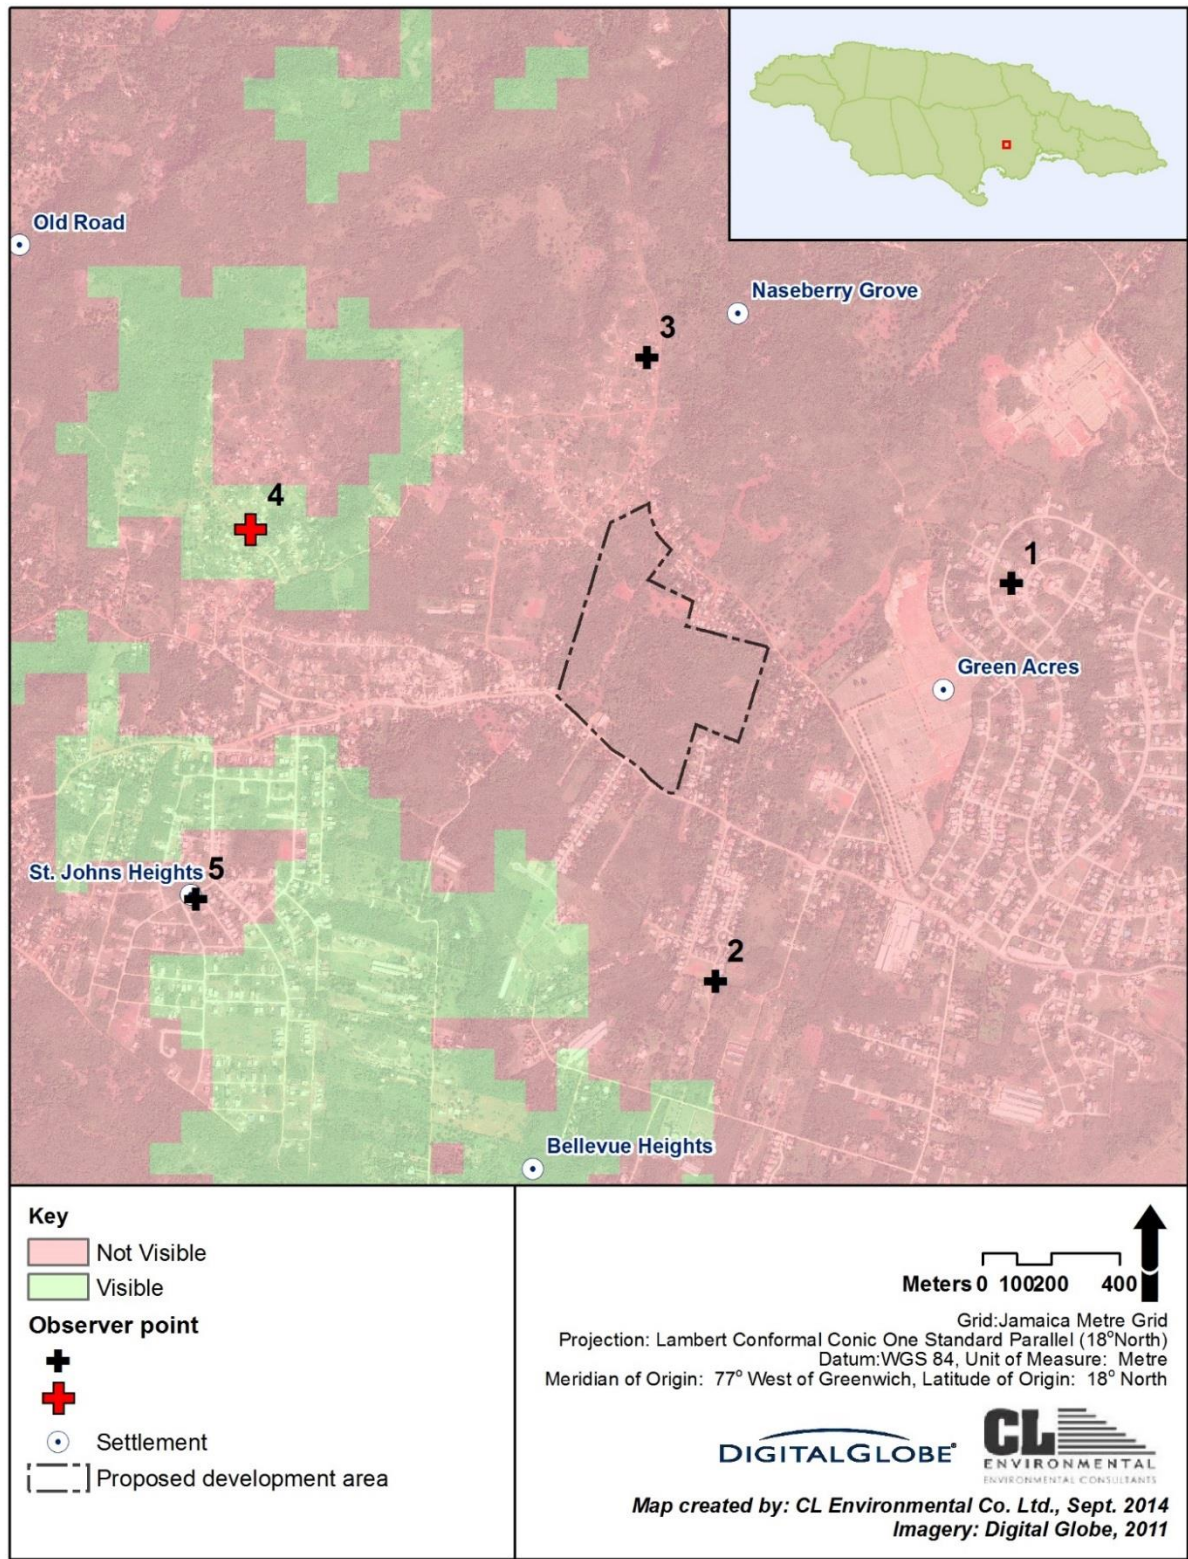 Old Road
Naseberry Grove
3
4
1
Green Acres
St. Johns Heights
5
2
Bellevue Heights
Key
Not Visible
Visible
Observer point
Settlement
Proposed development area
Meters 0 100 200 400
Grid:Jamaica Metre Grid
Projection: Lambert Conformal Conic One Standard Parallel (18°North)
Datum:WGS 84, Unit of Measure: Metre
Meridian of Origin: 77° West of Greenwich, Latitude of Origin: 18° North
DIGITALGLOBE®
CL
ENVIRONMENTAL
ENVIRONMENTAL CONSULTANTS
Map created by: CL Environmental Co. Ltd., Sept. 2014
Imagery: Digital Globe, 2011